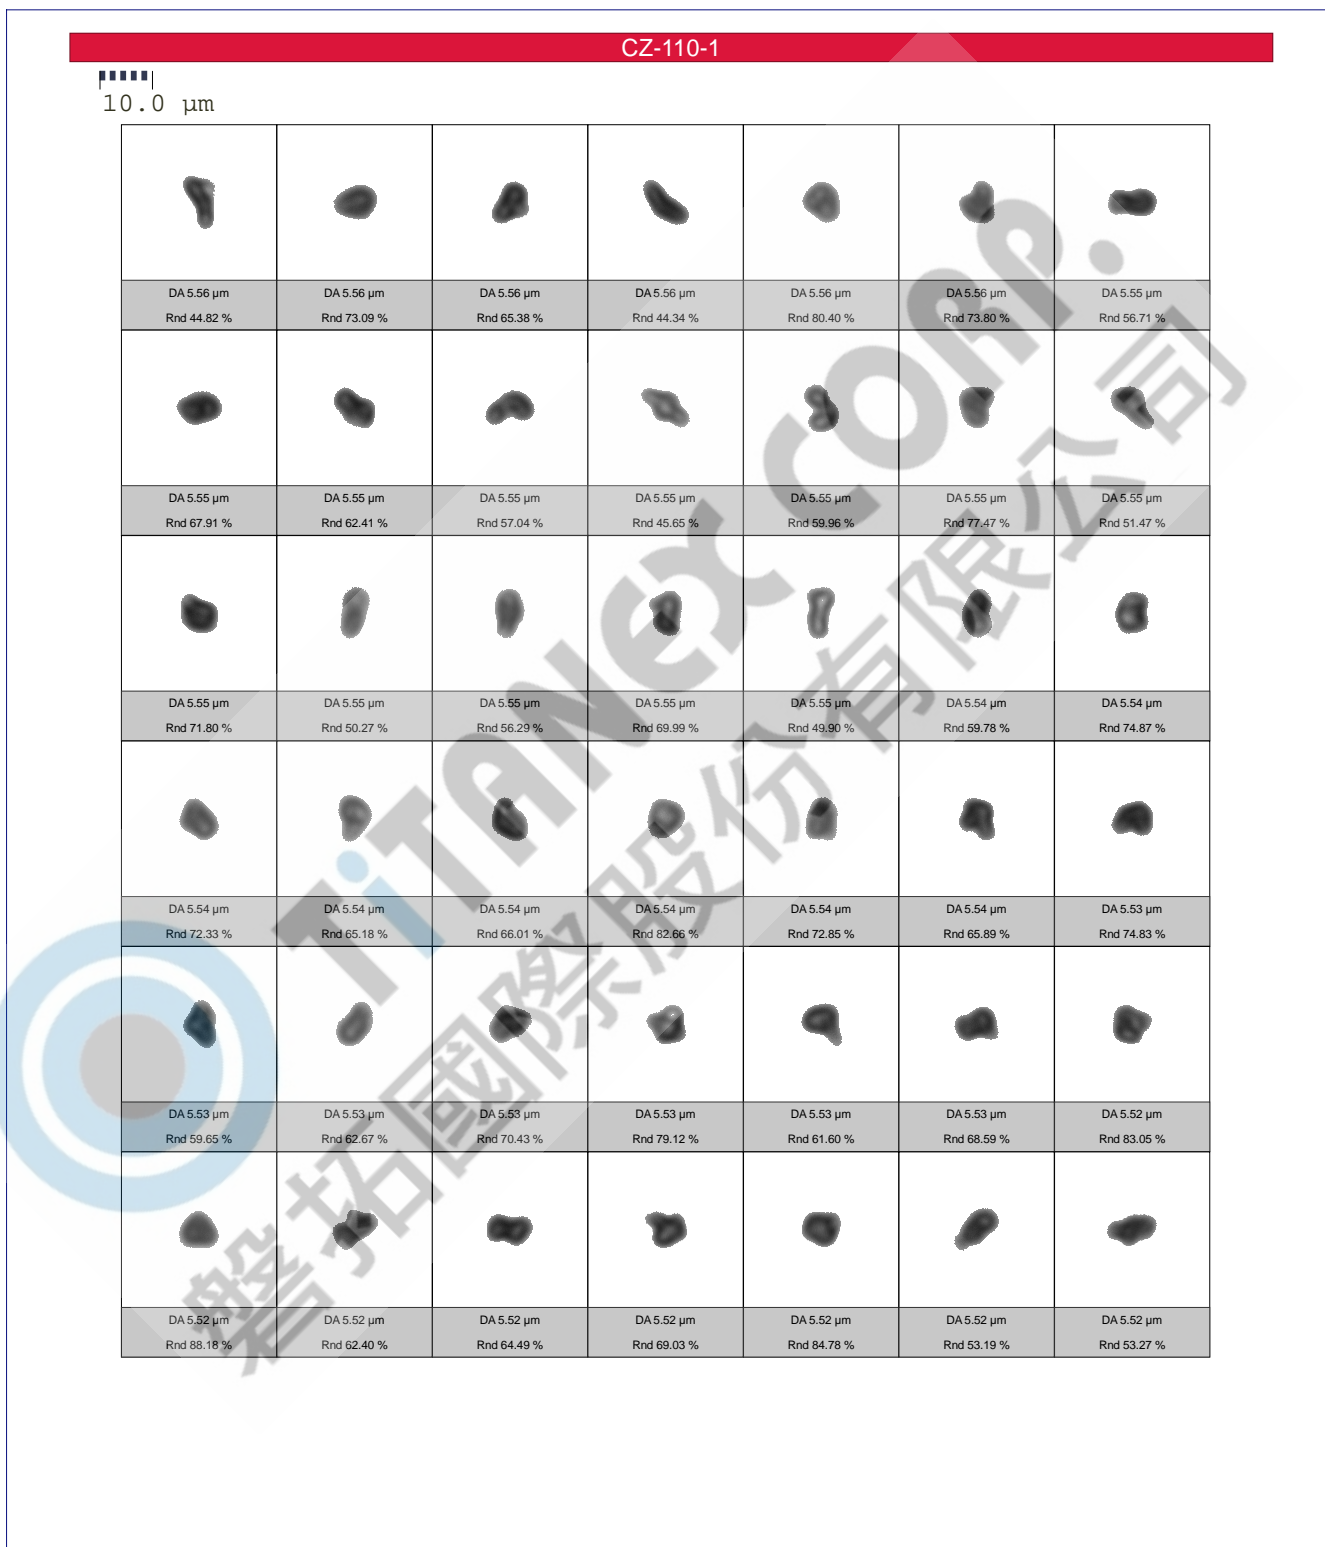 CZ-110-1
10.0 µm
DA 5.56 µm DA 5.56 µm DA 5.56 µm DA 5.56 µm DA 5.56 µm DA 5.56 µm DA 5.55 µm
Rnd 44.82 % Rnd 73.09 % Rnd 65.38 % Rnd 44.34 % Rnd 80.40 % Rnd 73.80 % Rnd 56.71 %
DA 5.55 µm DA 5.55 µm DA 5.55 µm DA 5.55 µm DA 5.55 µm DA 5.55 µm DA 5.55 µm
Rnd 67.91 % Rnd 62.41 % Rnd 57.04 % Rnd 45.65 % Rnd 59.96 % Rnd 77.47 % Rnd 51.47 %
DA 5.55 µm DA 5.55 µm DA 5.55 µm DA 5.55 µm DA 5.55 µm DA 5.54 µm DA 5.54 µm
Rnd 71.80 % Rnd 50.27 % Rnd 56.29 % Rnd 69.99 % Rnd 49.90 % Rnd 59.78 % Rnd 74.87 %
DA 5.54 µm DA 5.54 µm DA 5.54 µm DA 5.54 µm DA 5.54 µm DA 5.54 µm DA 5.53 µm
Rnd 72.33 % Rnd 65.18 % Rnd 66.01 % Rnd 82.66 % Rnd 72.85 % Rnd 65.89 % Rnd 74.83 %
DA 5.53 µm DA 5.53 µm DA 5.53 µm DA 5.53 µm DA 5.53 µm DA 5.53 µm DA 5.52 µm
Rnd 59.65 % Rnd 62.67 % Rnd 70.43 % Rnd 79.12 % Rnd 61.60 % Rnd 68.59 % Rnd 83.05 %
DA 5.52 µm DA 5.52 µm DA 5.52 µm DA 5.52 µm DA 5.52 µm DA 5.52 µm DA 5.52 µm
Rnd 88.18 % Rnd 62.40 % Rnd 64.49 % Rnd 69.03 % Rnd 84.78 % Rnd 53.19 % Rnd 53.27 %
TiTANEX CORP.
磐拓國際股份有限公司